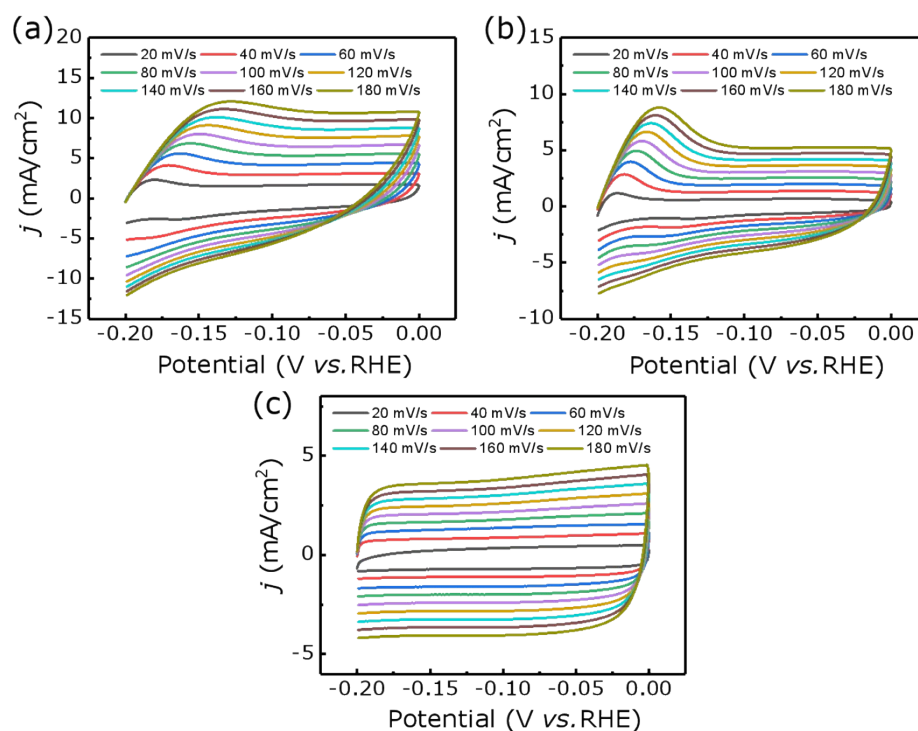 (a)
20
15
10
5
0
-5
-10
-15
j (mA/cm²)
20 mV/s 40 mV/s 60 mV/s
80 mV/s 100 mV/s 120 mV/s
140 mV/s 160 mV/s 180 mV/s
-0.20 -0.15 -0.10 -0.05 0.00
Potential (V vs.RHE)
(b)
15
10
5
0
-5
-10
j (mA/cm²)
20 mV/s 40 mV/s 60 mV/s
80 mV/s 100 mV/s 120 mV/s
140 mV/s 160 mV/s 180 mV/s
-0.20 -0.15 -0.10 -0.05 0.00
Potential (V vs.RHE)
(c)
5
0
-5
j (mA/cm²)
20 mV/s 40 mV/s 60 mV/s
80 mV/s 100 mV/s 120 mV/s
140 mV/s 160 mV/s 180 mV/s
-0.20 -0.15 -0.10 -0.05 0.00
Potential (V vs.RHE)